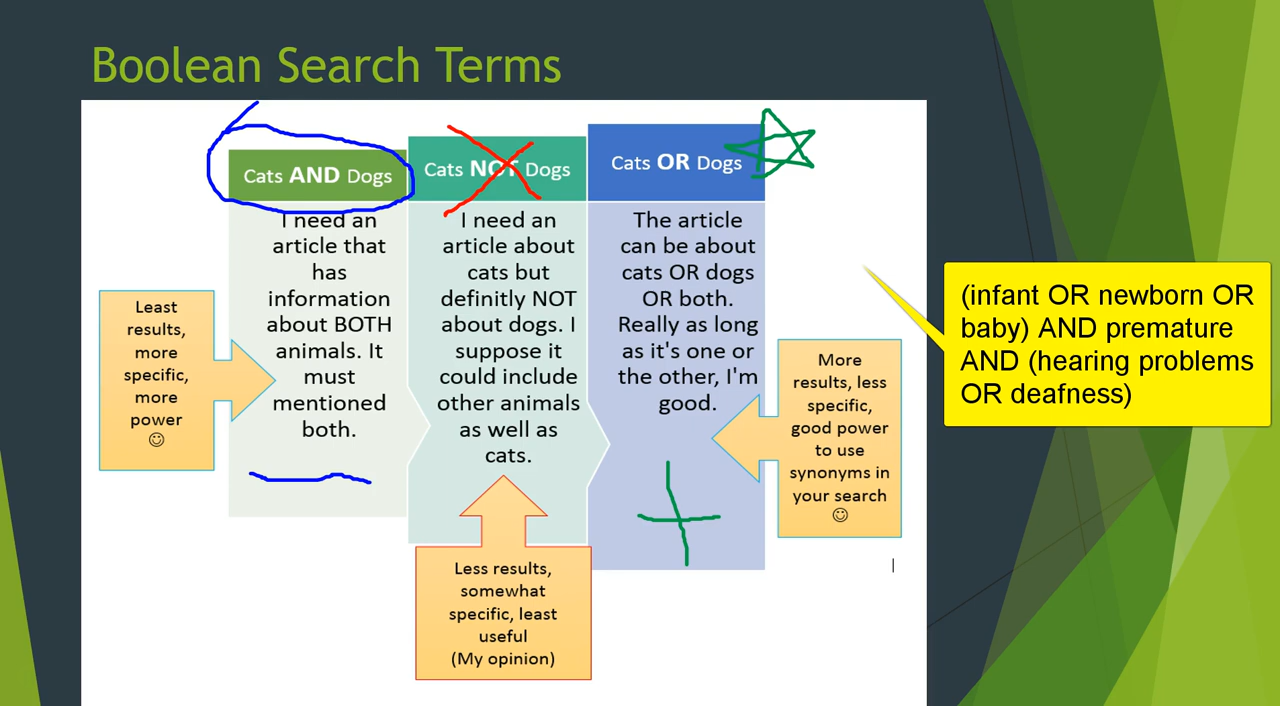 Boolean Search Terms
Cats AND Dogs
I need an
article that
has
information
about BOTH
animals. It
must
mentioned
both.
Least
results,
more
specific,
more
power
☺
Cats NOT Dogs
I need an
article about
cats but
definitly NOT
about dogs. I
suppose it
could include
other animals
as well as
cats.
Less results,
somewhat
specific, least
useful
(My opinion)
Cats OR Dogs
The article
can be about
cats OR dogs
OR both.
Really as long
as it's one or
the other, I'm
good.
More
results, less
specific,
good power
to use
synonyms in
your search
☺
(infant OR newborn OR
baby) AND premature
AND (hearing problems
OR deafness)